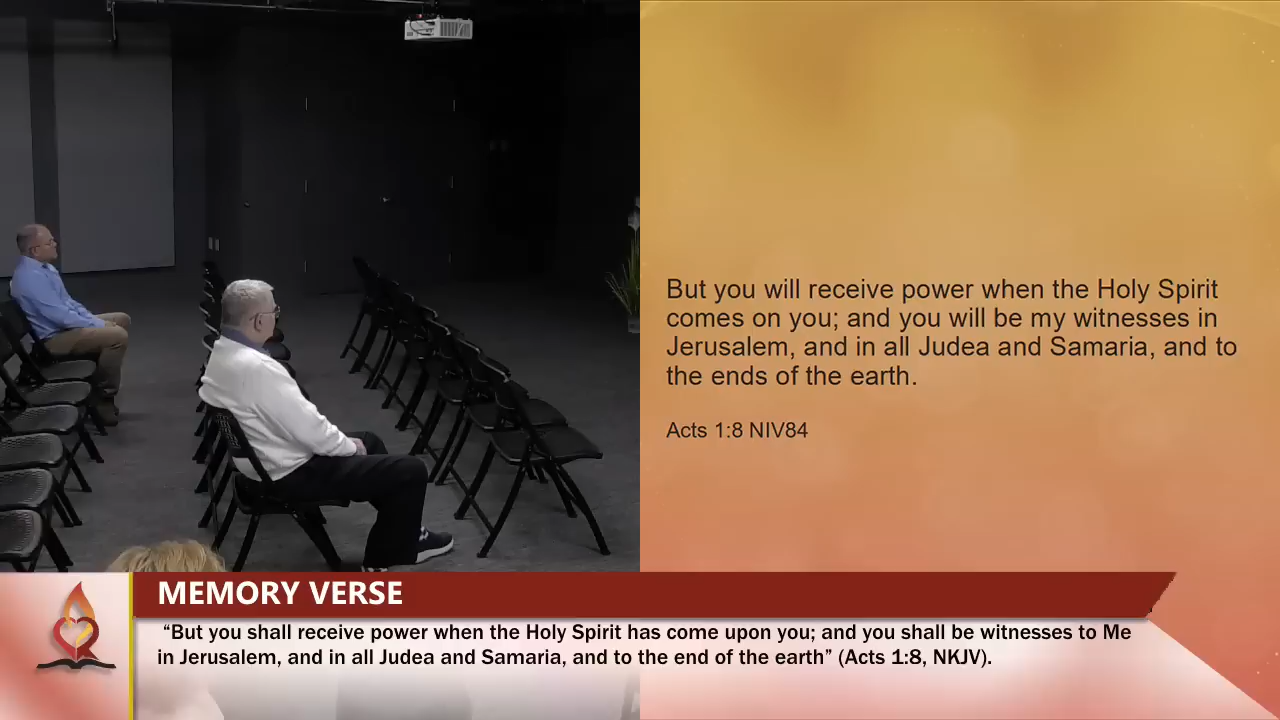 But you will receive power when the Holy Spirit
comes on you; and you will be my witnesses in
Jerusalem, and in all Judea and Samaria, and to
the ends of the earth.
Acts 1:8 NIV84
MEMORY VERSE
“But you shall receive power when the Holy Spirit has come upon you; and you shall be witnesses to Me
in Jerusalem, and in all Judea and Samaria, and to the end of the earth” (Acts 1:8, NKJV).